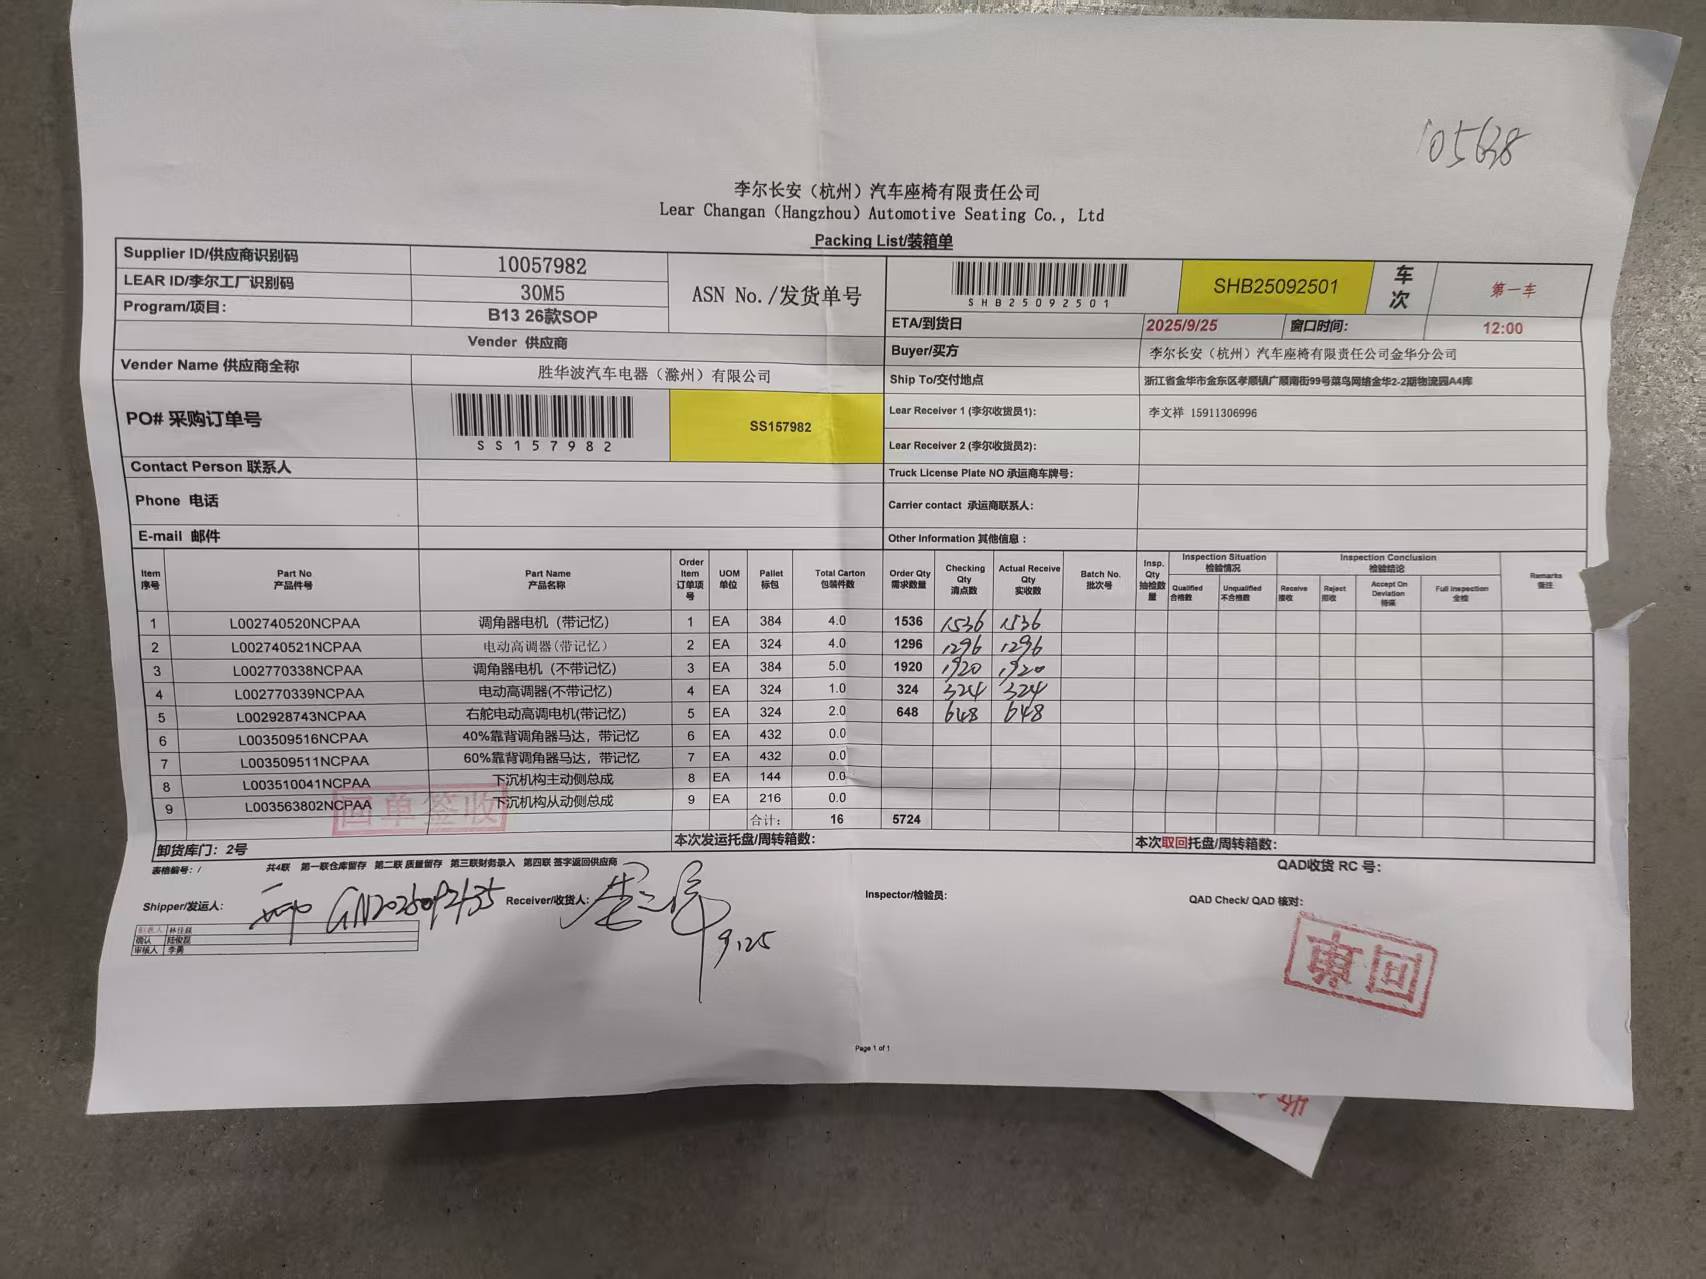 105638
李尔长安（杭州）汽车座椅有限责任公司
Lear Changan（Hangzhou）Automotive Seating Co., Ltd
Packing List/装箱单
Supplier ID/供应商识别码 10057982
LEAR ID/李尔工厂识别码 30M5
Program/项目: B13 26款SOP
ASN No./发货单号 SHB25092501 SHB25092501 车次 第一车
ETA/到货日 2025/9/25 窗口时间: 12:00
Vender 供应商
Buyer/买方 李尔长安（杭州）汽车座椅有限责任公司金华分公司
Vender Name 供应商全称 胜华波汽车电器（滁州）有限公司
Ship To/交付地点 浙江省金华市金东区孝顺镇广顺南街99号菜鸟网络金华2-2期物流园A4库
PO# 采购订单号 SS157982 SS157982
Lear Receiver 1 (李尔收货员1): 李文祥 15911306996
Lear Receiver 2 (李尔收货员2):
Contact Person 联系人
Truck License Plate NO 承运商车牌号:
Phone 电话
Carrier contact 承运商联系人:
E-mail 邮件
Other Information 其他信息：
Item 序号 Part No 产品件号 Part Name 产品名称 Order Item 订单项号 UOM 单位 Pallet 标包 Total Carton 包装件数 Order Qty 需求数量 Checking Qty 清点数 Actual Receive Qty 实收数 Batch No. 批次号 Insp. Qty 抽检数量 Inspection Situation 检验情况 Inspection Conclusion 检验结论 Remarks 备注
Qualified 合格数 Unqualified 不合格数 Receive 接收 Reject 拒收 Accept On Deviation 特采 Full Inspection 全检
1 L002740520NCPAA 调角器电机（带记忆） 1 EA 384 4.0 1536 1536 1536
2 L002740521NCPAA 电动高调器(带记忆） 2 EA 324 4.0 1296 1296 1296
3 L002770338NCPAA 调角器电机（不带记忆) 3 EA 384 5.0 1920 1920 1920
4 L002770339NCPAA 电动高调器(不带记忆) 4 EA 324 1.0 324 324 324
5 L002928743NCPAA 右舵电动高调电机(带记忆) 5 EA 324 2.0 648 648 648
6 L003509516NCPAA 40%靠背调角器马达，带记忆 6 EA 432 0.0
7 L003509511NCPAA 60%靠背调角器马达，带记忆 7 EA 432 0.0
8 L003510041NCPAA 下沉机构主动侧总成 8 EA 144 0.0
9 L003563802NCPAA 下沉机构从动侧总成 9 EA 216 0.0
回单签收
合计： 16 5724
卸货库门：2号 本次发运托盘/周转箱数： 本次取回托盘/周转箱数：
表格编号：/ 共4联 第一联仓库留存 第二联 质量留存 第三联财务录入 第四联 签字返回供应商
QAD收货 RC 号：
Shipper/发运人: GN20250912135 Receiver/收货人: 9.25 Inspector/检验员: QAD Check/ QAD 核对:
制表人 林佳磊
确认 陆俊磊
审核人 李勇
审回
Page 1 of 1
收